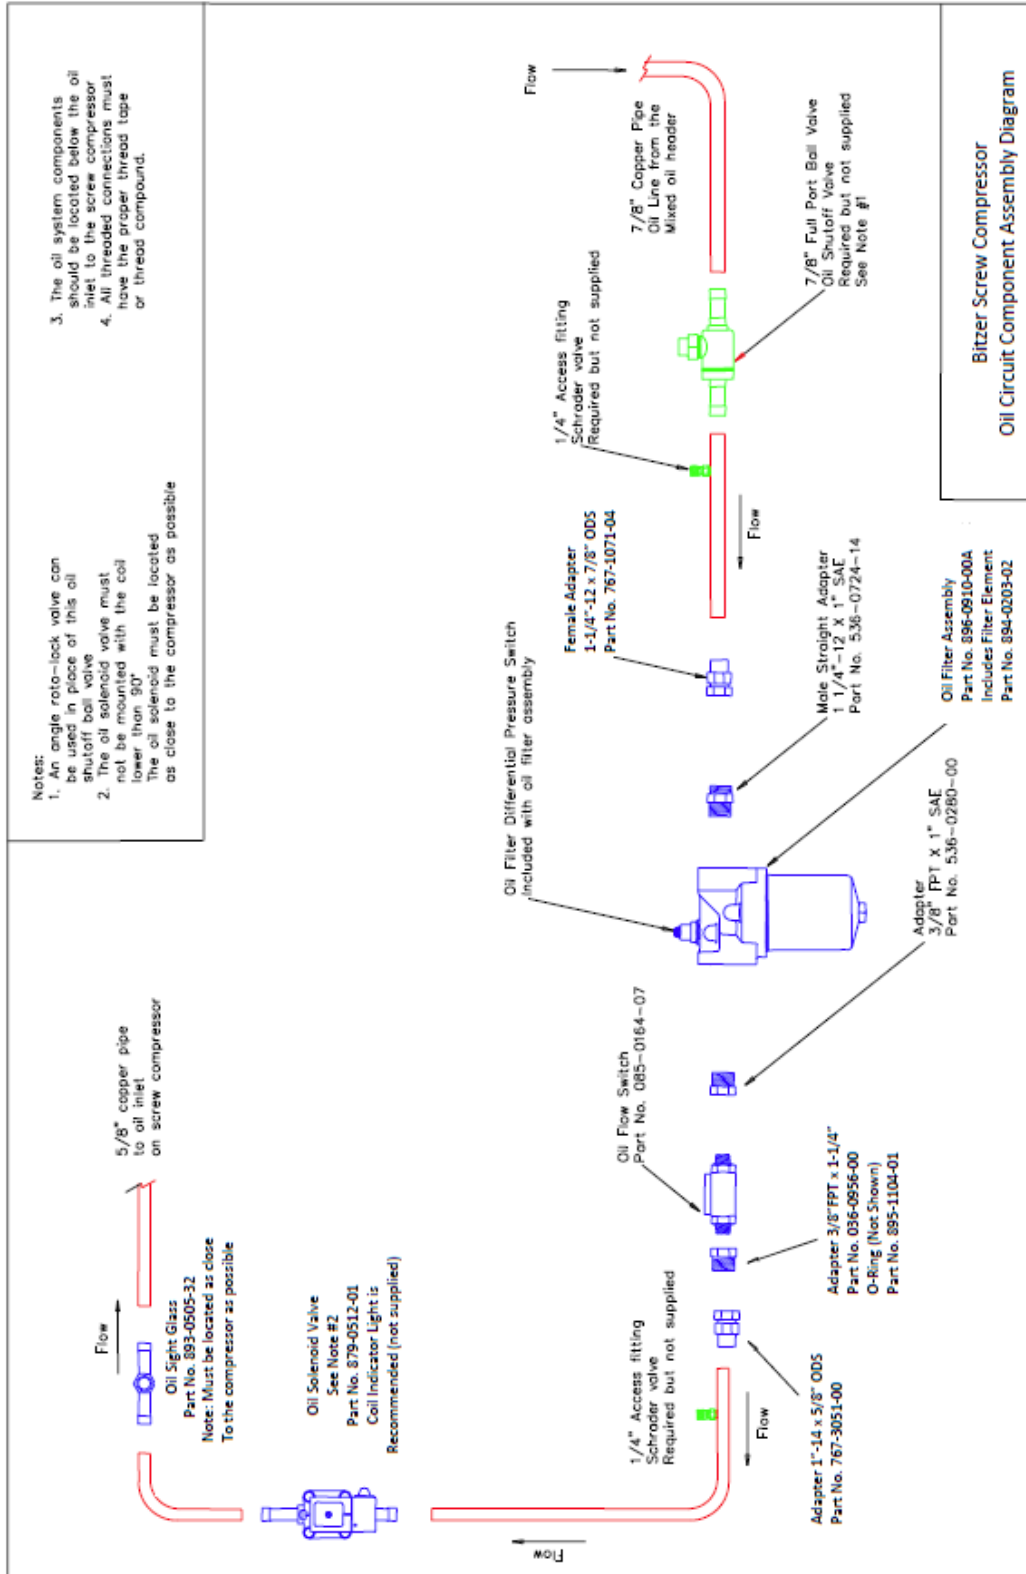 Notes:
1. An angle roto-lock valve can
be used in place of this oil
shutoff ball valve
2. The oil solenoid valve must
not be mounted with the coil
lower than 90°
The oil solenoid must be located
as close to the compressor as possible
3. The oil system components
should be located below the oil
inlet to the screw compressor
4. All threaded connections must
have the proper thread tape
or thread compound.
5/8" copper pipe
to oil inlet
on screw compressor
Flow
Oil Sight Glass
Part No. 893-0505-32
Note: Must be located as close
To the compressor as possible
Oil Solenoid Valve
See Note #2
Part No. 879-0512-01
Coil Indicator Light is
Recommended (not supplied)
Flow
1/4" Access fitting
Schrader valve
Required but not supplied
Flow
Adapter 1"-14 x 5/8" ODS
Part No. 767-3051-00
Adapter 3/8"FPT x 1-1/4"
Part No. 036-0956-00
O-Ring (Not Shown)
Part No. 895-1104-01
Oil Flow Switch
Part No. 085-0164-07
Adapter
3/8" FPT X 1" SAE
Part No. 536-0280-00
Oil Filter Differential Pressure Switch
Included with oil filter assembly
Oil Filter Assembly
Part No. 896-0910-00A
Includes Filter Element
Part No. 894-0203-02
Male Straight Adapter
1 1/4"-12 X 1" SAE
Part No. 536-0724-14
Female Adapter
1-1/4"-12 x 7/8" ODS
Part No. 767-1071-04
Flow
1/4" Access fitting
Schrader valve
Required but not supplied
7/8" Full Port Ball Valve
Oil Shutoff Valve
Required but not supplied
See Note #1
7/8" Copper Pipe
Oil Line from the
Mixed oil header
Flow
Bitzer Screw Compressor
Oil Circuit Component Assembly Diagram